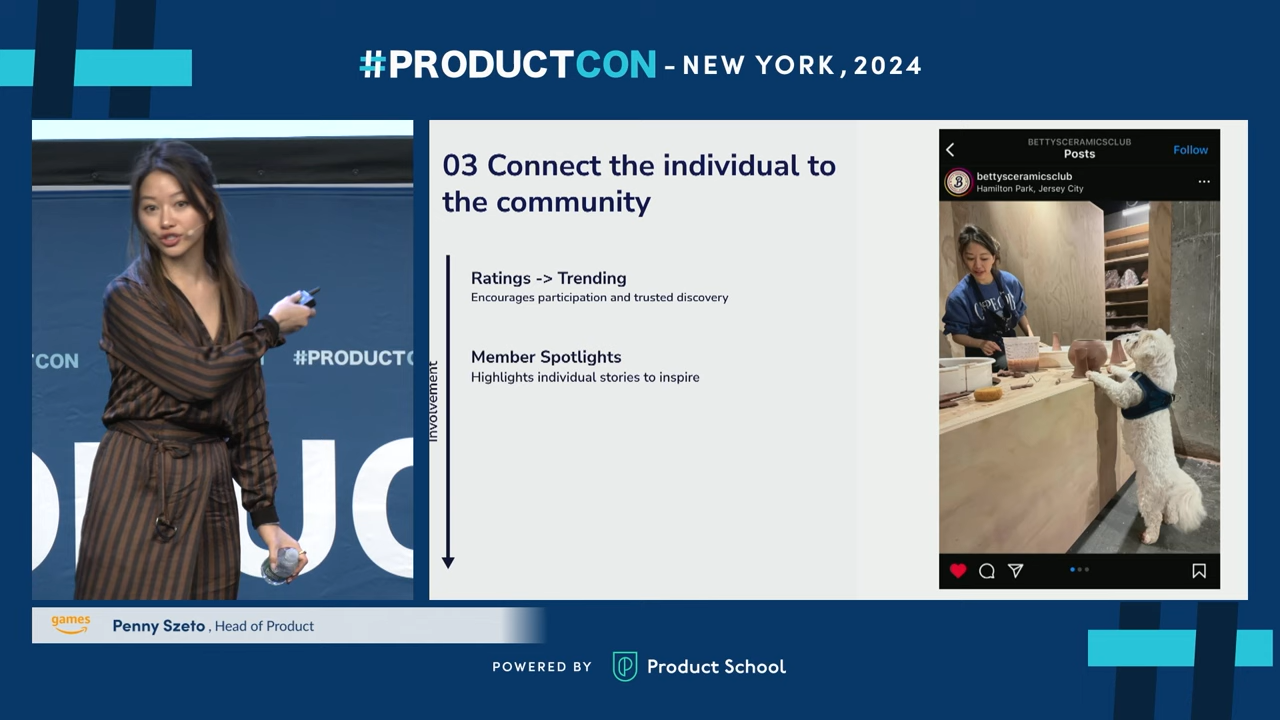 #PRODUCTCON - NEW YORK, 2024
CON
#PRODUCTC
DUC
03 Connect the individual to
the community
Ratings -> Trending
Encourages participation and trusted discovery
Member Spotlights
Highlights individual stories to inspire
Involvement
BETTYSCERAMICSCLUB
Posts
Follow
B
bettysceramicsclub
Hamilton Park, Jersey City
games
Penny Szeto, Head of Product
POWERED BY
Product School